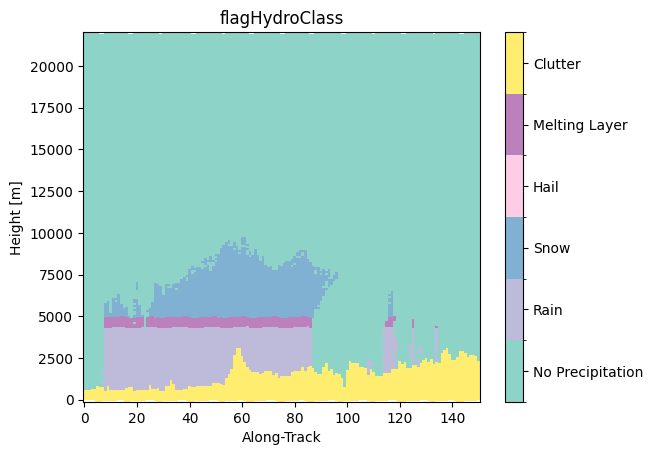 flagHydroClass
20000
17500
15000
12500
10000
7500
5000
2500
0
Height [m]
0 20 40 60 80 100 120 140
Along-Track
Clutter
Melting Layer
Hail
Snow
Rain
No Precipitation